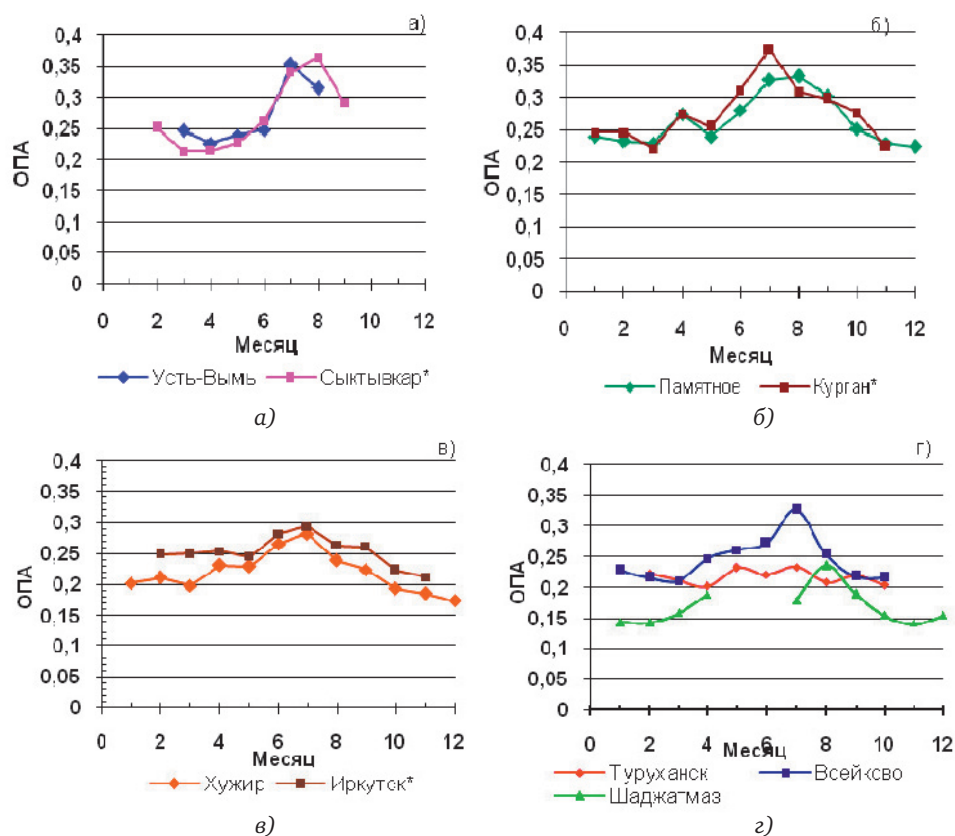 а)
0,4
0,35
0,3
0,25
0,2
0,15
0,1
0,05
0
ОПА
0 2 4 6 8 10 12
Месяц
Усть-Вымь Сыктывкар*
а)
б)
0,4
0,35
0,3
0,25
0,2
0,15
0,1
0,05
0
ОПА
0 2 4 6 8 10 12
Месяц
Памятное Курган*
б)
в)
0,4
0,35
0,3
0,25
0,2
0,15
0,1
0,05
0
ОПА
0 2 4 6 8 10 12
Месяц
Хужир Иркутск*
в)
г)
0,4
0,35
0,3
0,25
0,2
0,15
0,1
0,05
0
ОПА
0 2 4 6 8 10 12
Месяц
Туруханск Воейково
Шаджатмаз
г)